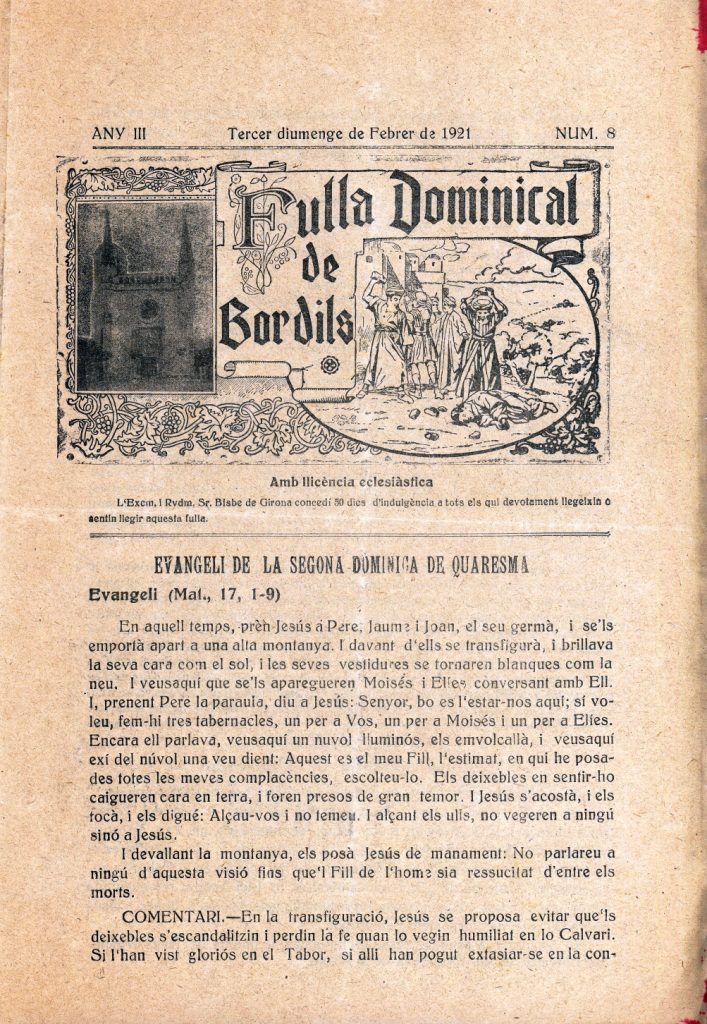 ANY III Tercer diumenge de Febrer de 1921 NUM. 8
Fulla Dominical
de
Bordils
Amb llicència eclesiàstica
L'Excm. i Rvdm. Sr. Bisbe de Girona concedí 50 dies d'indulgència a tots els qui devotament llegeixin o
sentin llegir aquesta fulla.
EVANGELI DE LA SEGONA DOMINICA DE QUARESMA
Evangeli (Mat., 17, 1-9)
En aquell temps, prèn Jesús a Pere, Jaume i Joan, el seu germà, i se'ls
emportà apart a una alta montanya. I davant d'ells se transfigurà, i brillava
la seva cara com el sol, i les seves vestidures se tornaren blanques com la
neu. I veusaquí que se'ls aparegueren Moisés i Elíes conversant amb Ell.
I, prenent Pere la paraula, diu a Jesús: Senyor, bo es l'estar-nos aquí; sí vo-
leu, fem-hi tres tabernacles, un per a Vos, un per a Moisés i un per a Elíes.
Encara ell parlava, veusaquí un nuvol lluminós, els emvolcallà, i veusaquí
exí del núvol una veu dient: Aquest es el meu Fill, l'estimat, en qui he posa-
des totes les meves complacències, escolteu-lo. Els deixebles en sentir-ho
caigueren cara en terra, i foren presos de gran temor. I Jesús s'acostà, i els
tocà, i els digué: Alçau-vos i no temeu. I alçant els ulls, no vegeren a ningú
sinó a Jesús.
I devallant la montanya, els posà Jesús de manament: No parlareu a
ningú d'aquesta visió fins que'l Fill de l'home sia ressucitat d'entre els
morts.
COMENTARI.—En la transfiguració, Jesús se proposa evitar que'ls
deixebles s'escandalitzin i perdin la fe quan lo vegin humiliat en lo Calvari.
Si l'han vist gloriós en el Tabor, si allí han pogut extasiar-se en la con-